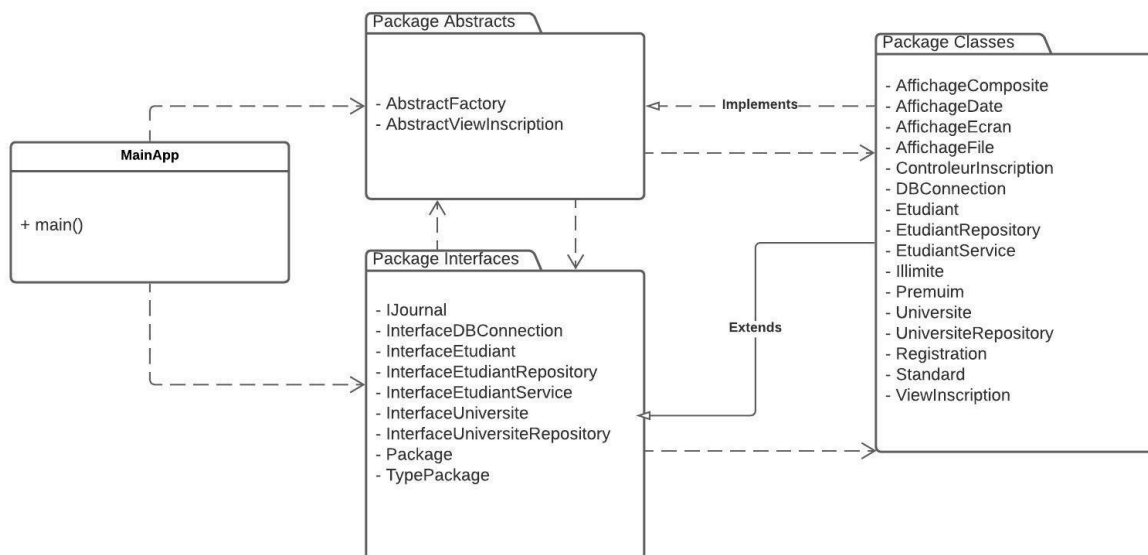 Package Abstracts
- AbstractFactory
- AbstractViewInscription
MainApp
+ main()
Package Interfaces
- IJournal
- InterfaceDBConnection
- InterfaceEtudiant
- InterfaceEtudiantRepository
- InterfaceEtudiantService
- InterfaceUniversite
- InterfaceUniversiteRepository
- Package
- TypePackage
Implements
Extends
Package Classes
- AffichageComposite
- AffichageDate
- AffichageEcran
- AffichageFile
- ControleurInscription
- DBConnection
- Etudiant
- EtudiantRepository
- EtudiantService
- Illimite
- Premuim
- Universite
- UniversiteRepository
- Registration
- Standard
- ViewInscription